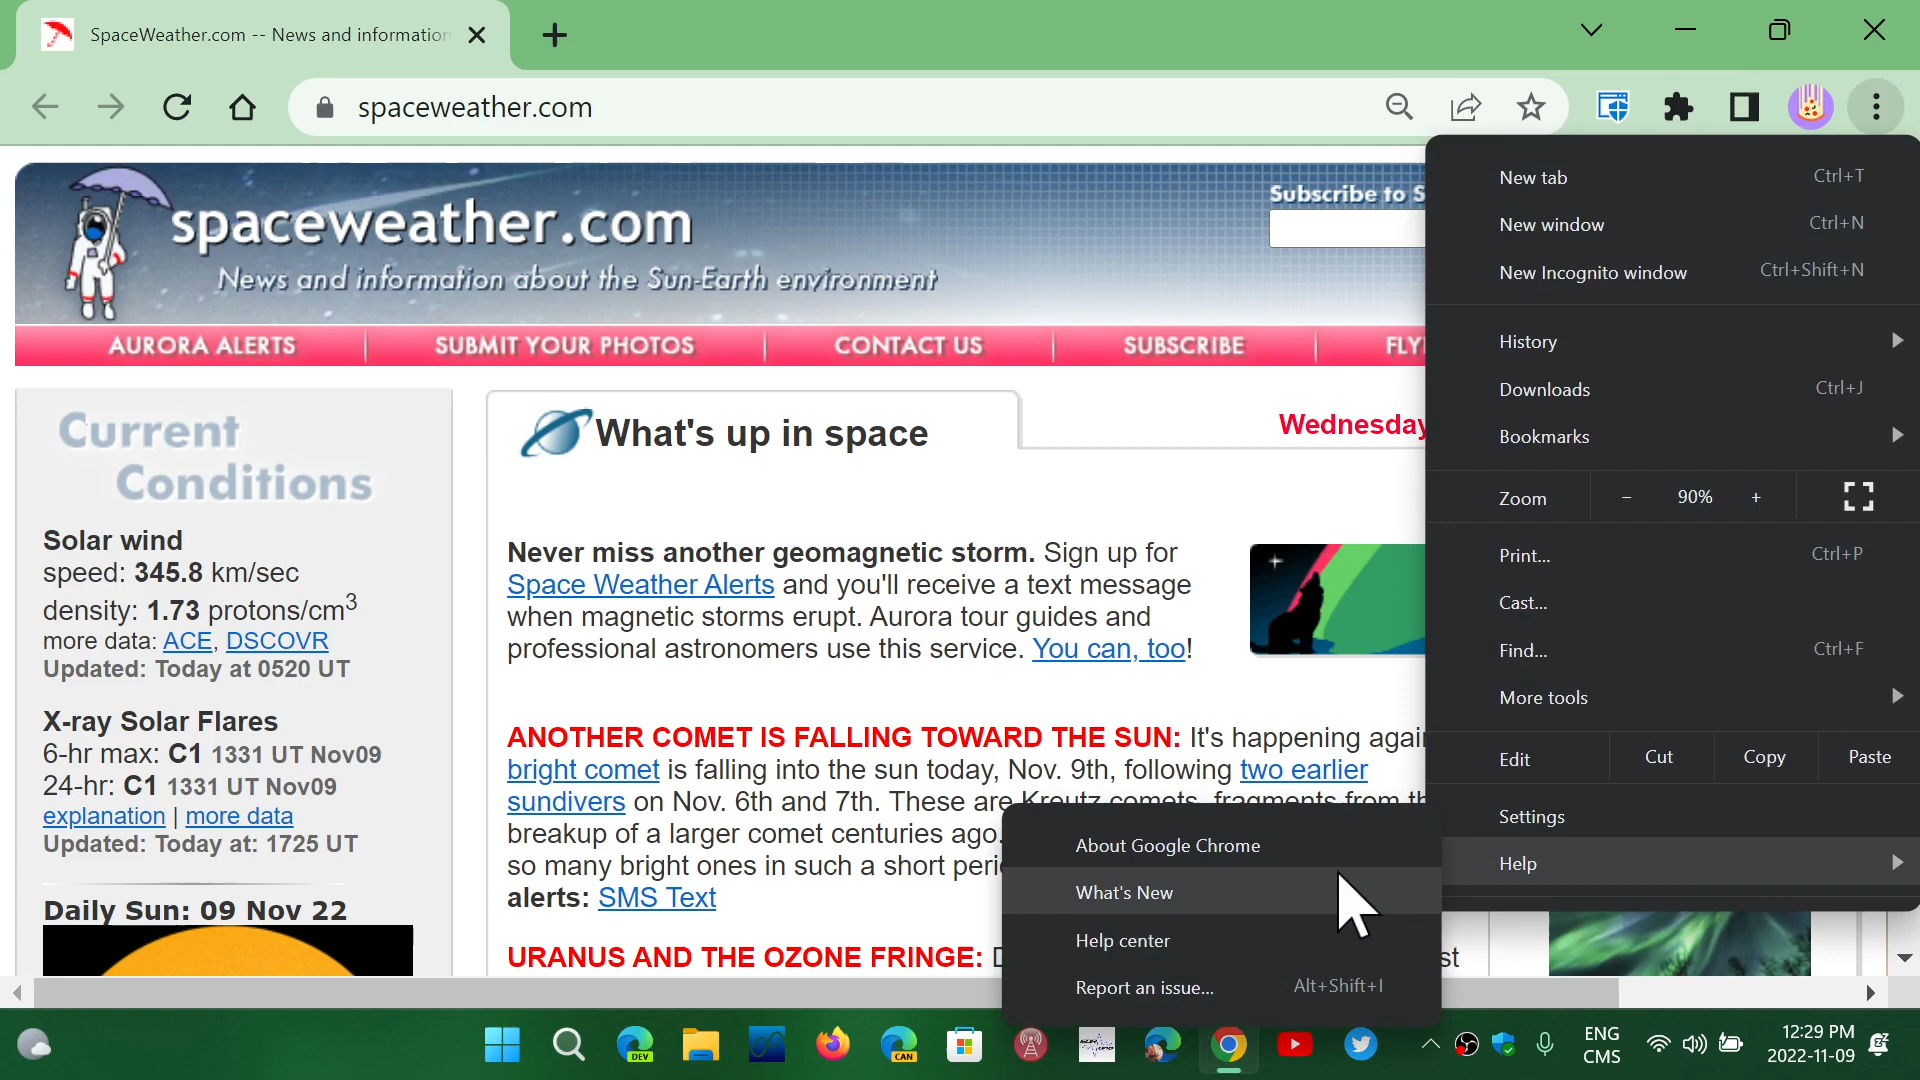 SpaceWeather.com -- News and information
spaceweather.com
spaceweather.com
News and information about the Sun-Earth environment
Subscribe to S
AURORA ALERTS
SUBMIT YOUR PHOTOS
CONTACT US
SUBSCRIBE
FLY
Current
Conditions
Solar wind
speed: 345.8 km/sec
density: 1.73 protons/cm3
more data: ACE, DSCOVR
Updated: Today at 0520 UT
X-ray Solar Flares
6-hr max: C1 1331 UT Nov09
24-hr: C1 1331 UT Nov09
explanation | more data
Updated: Today at: 1725 UT
Daily Sun: 09 Nov 22
What's up in space
Wednesday
Never miss another geomagnetic storm. Sign up for
Space Weather Alerts and you'll receive a text message
when magnetic storms erupt. Aurora tour guides and
professional astronomers use this service. You can, too!
ANOTHER COMET IS FALLING TOWARD THE SUN: It's happening agai
bright comet is falling into the sun today, Nov. 9th, following two earlier
sundivers on Nov. 6th and 7th. These are Kreutz comets, fragments from th
breakup of a larger comet centuries ago.
so many bright ones in such a short peri
alerts: SMS Text
URANUS AND THE OZONE FRINGE: D
st
New tab Ctrl+T
New window Ctrl+N
New Incognito window Ctrl+Shift+N
History
Downloads Ctrl+J
Bookmarks
Zoom - 90% +
Print... Ctrl+P
Cast...
Find... Ctrl+F
More tools
Edit Cut Copy Paste
Settings
Help
About Google Chrome
What's New
Help center
Report an issue... Alt+Shift+I
DEV
CAN
ENG
CMS
12:29 PM
2022-11-09